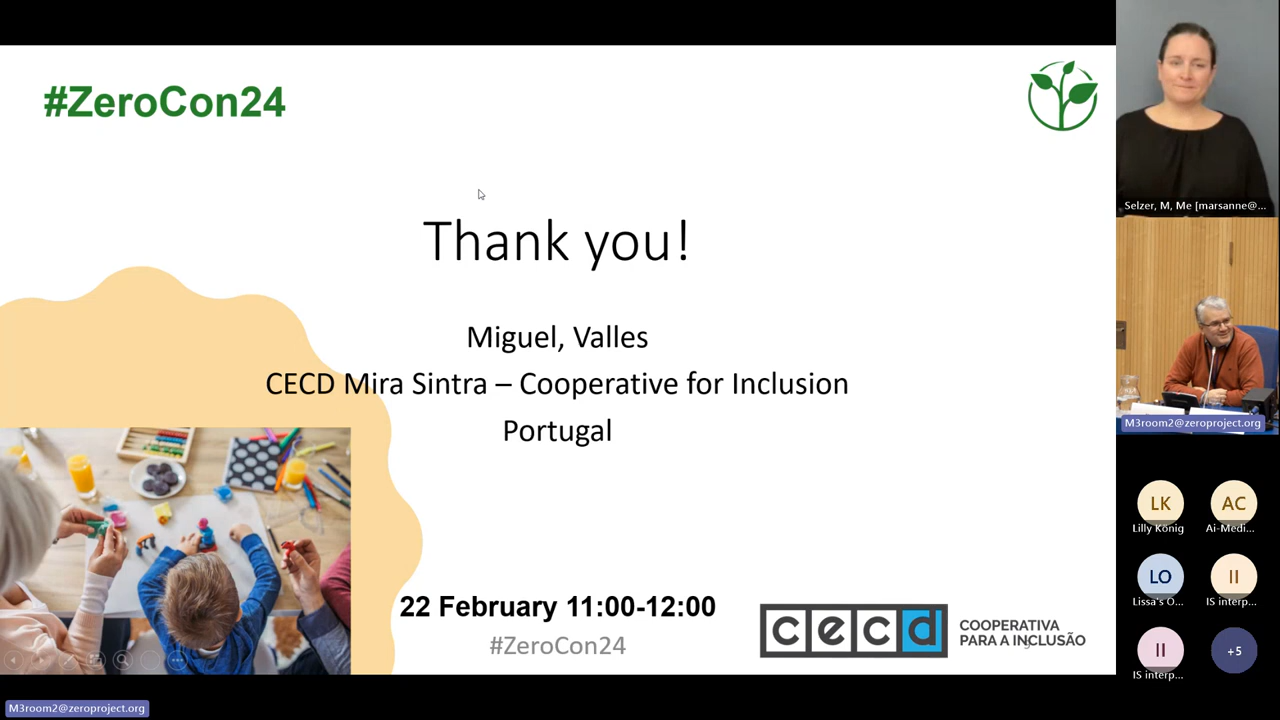 #ZeroCon24
Thank you!
Miguel, Valles
CECD Mira Sintra – Cooperative for Inclusion
Portugal
22 February 11:00-12:00
#ZeroCon24
cecd
COOPERATIVA
PARA A INCLUSÃO
Selzer, M, Me [marsanne@...
M3room2@zeroproject.org
LK
Lilly König
AC
Ai-Medi...
LO
Lissa's O...
II
IS interp...
II
IS interp...
+5
M3room2@zeroproject.org